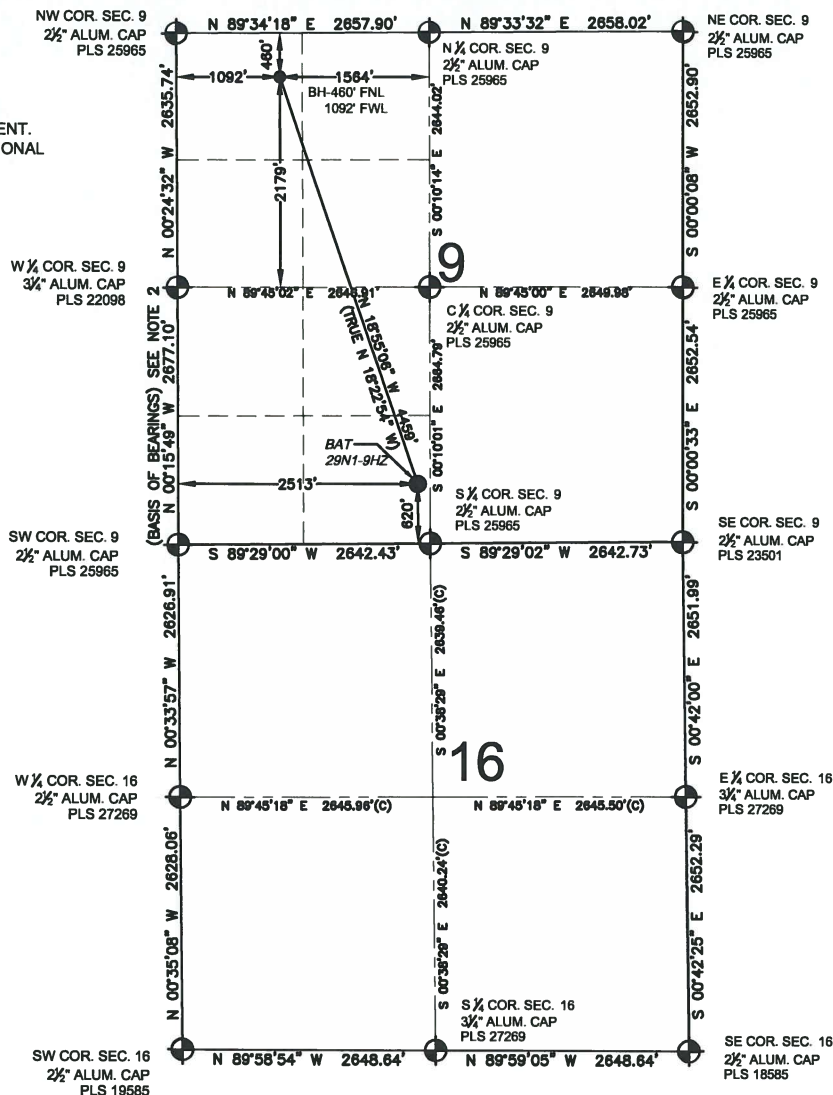 NW COR. SEC. 9
2½" ALUM. CAP
PLS 25965
N 89°34'18" E 2657.90'
N 89°33'32" E 2658.02'
NE COR. SEC. 9
2½" ALUM. CAP
PLS 25965
460'
N ¼ COR. SEC. 9
2½" ALUM. CAP
PLS 25965
1092'
1564'
BH-460' FNL
1092' FWL
N 00°24'32" W 2635.74'
2179'
S 00°10'14" E 2644.02'
S 00°00'08" W 2652.90'
ENT.
ONAL
W ¼ COR. SEC. 9
3¼" ALUM. CAP
PLS 22098
9
N 89°45'02" E
N 89°45'00" E 2649.98'
E ¼ COR. SEC. 9
2½" ALUM. CAP
PLS 25965
C ¼ COR. SEC. 9
2½" ALUM. CAP
PLS 25965
(BASIS OF BEARINGS) SEE NOTE 2
N 00°15'49" W 2677.10'
N 18°55'06" W 4459'
(TRUE N 18°22'54" W)
S 00°10'01" E 2664.79'
S 00°00'33" E 2652.54'
BAT
29N1-9HZ
2513'
620'
S ¼ COR. SEC. 9
2½" ALUM. CAP
PLS 25965
SW COR. SEC. 9
2½" ALUM. CAP
PLS 25965
S 89°29'00" W 2642.43'
S 89°29'02" W 2642.73'
SE COR. SEC. 9
2½" ALUM. CAP
PLS 23501
N 00°33'57" W 2626.91'
S 00°38'29" E 2639.46'(C)
S 00°42'00" E 2651.99'
16
W ¼ COR. SEC. 16
2½" ALUM. CAP
PLS 27269
N 89°45'18" E 2645.96'(C)
N 89°45'18" E 2645.50'(C)
E ¼ COR. SEC. 16
3¼" ALUM. CAP
PLS 27269
N 00°35'08" W 2628.06'
S 00°38'29" E 2640.24'(C)
S 00°42'25" E 2652.29'
S ¼ COR. SEC. 16
3¼" ALUM. CAP
PLS 27269
SW COR. SEC. 16
2½" ALUM. CAP
PLS 19585
N 89°58'54" W 2648.64'
N 89°59'05" W 2648.64'
SE COR. SEC. 16
2½" ALUM. CAP
PLS 18585